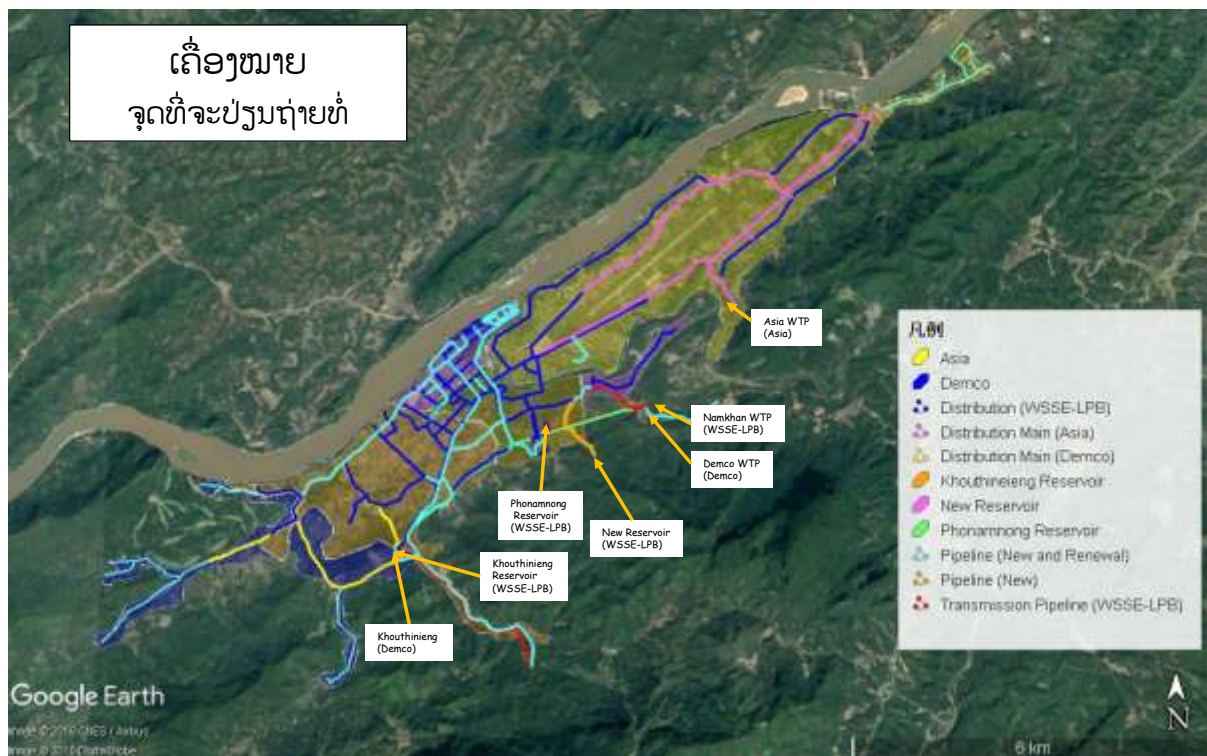 ເຄື່ອງໝາຍ
ຈຸດທີ່ຈະປ່ຽນຖ່າຍທໍ່
Asia WTP
(Asia)
Namkhan WTP
(WSSE-LPB)
Demco WTP
(Demco)
Phonamnong
Reservoir
(WSSE-LPB)
New Reservoir
(WSSE-LPB)
Khouthinieng
Reservoir
(WSSE-LPB)
Khouthinieng
(Demco)
凡例
Asia
Demco
Distribution (WSSE-LPB)
Distribution Main (Asia)
Distribution Main (Demco)
Khouthineieng Reservoir
New Reservoir
Phonamnong Reservoir
Pipeline (New and Renewal)
Pipeline (New)
Transmission Pipeline (WSSE-LPB)
Google Earth
N
6 km